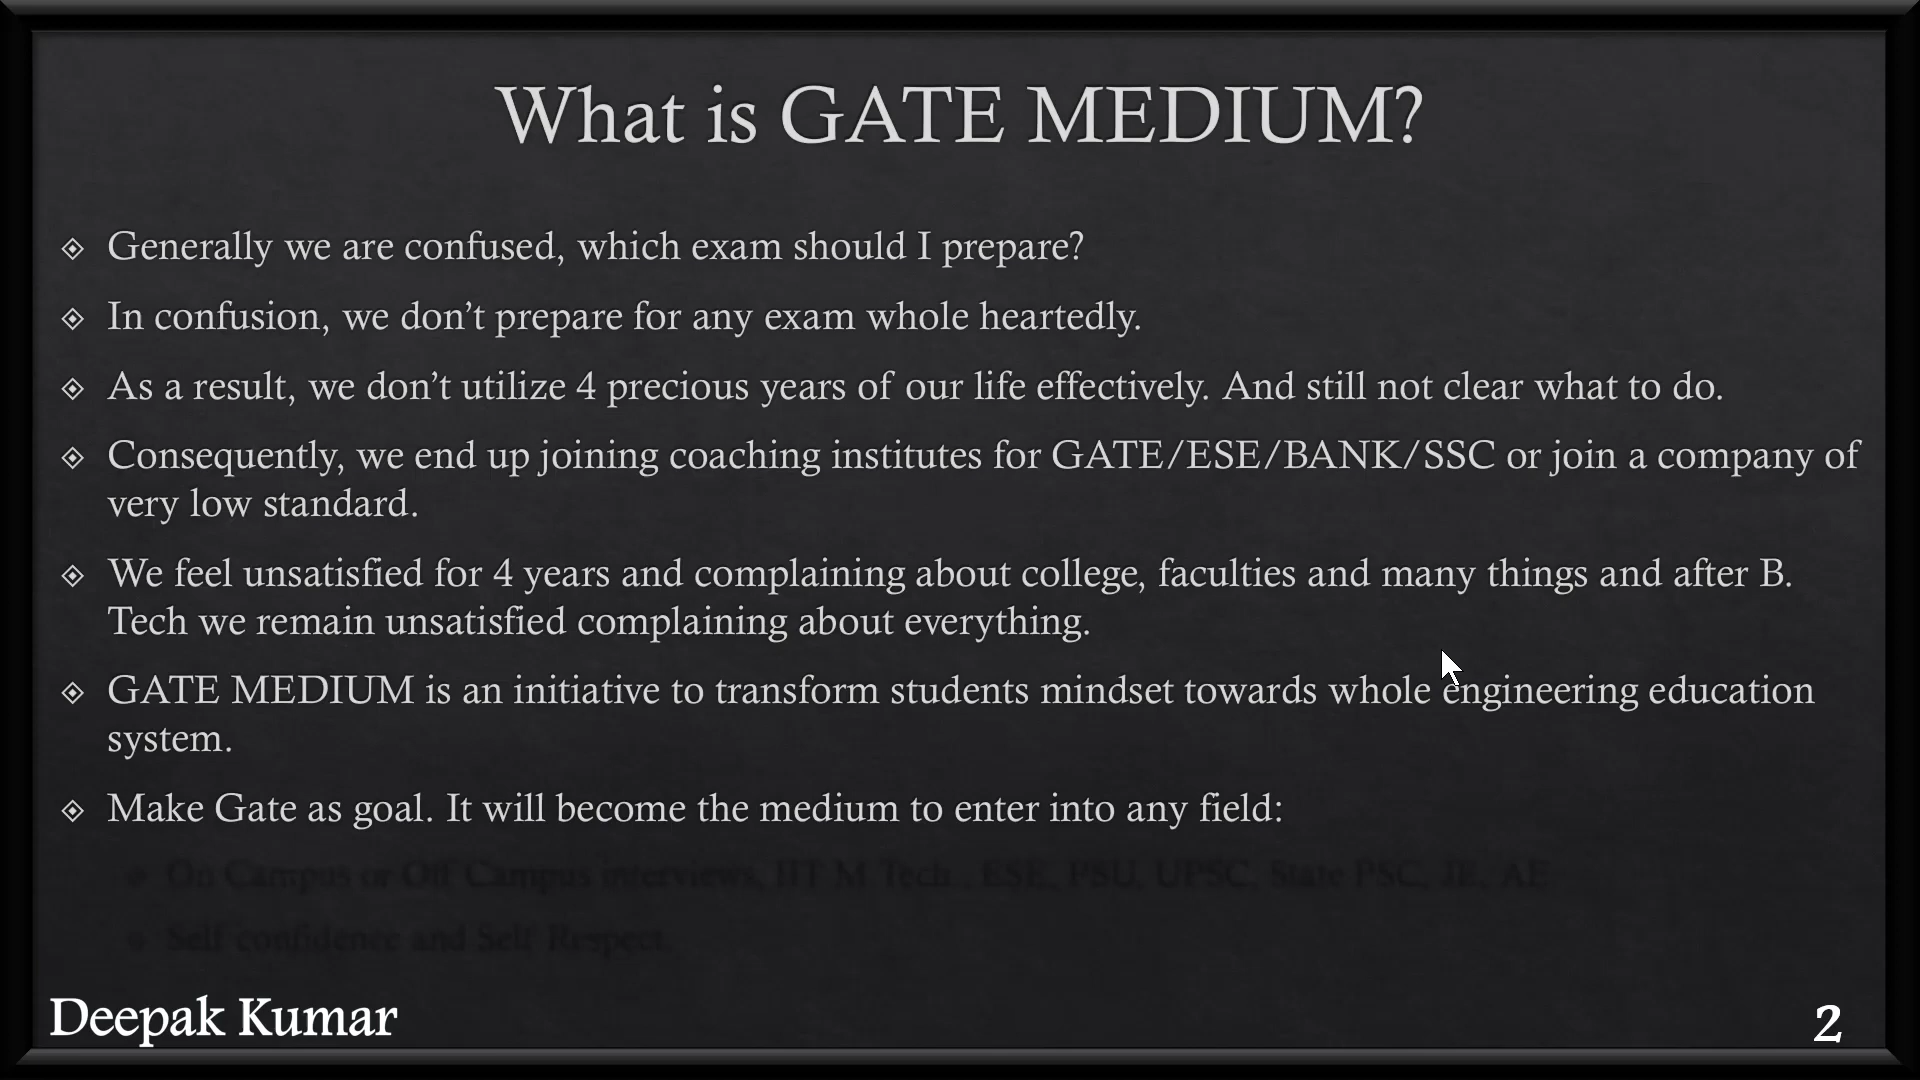 What is GATE MEDIUM?
Generally we are confused, which exam should I prepare?
In confusion, we don’t prepare for any exam whole heartedly.
As a result, we don’t utilize 4 precious years of our life effectively. And still not clear what to do.
Consequently, we end up joining coaching institutes for GATE/ESE/BANK/SSC or join a company of
very low standard.
We feel unsatisfied for 4 years and complaining about college, faculties and many things and after B.
Tech we remain unsatisfied complaining about everything.
GATE MEDIUM is an initiative to transform students mindset towards whole engineering education
system.
Make Gate as goal. It will become the medium to enter into any field:
On Campus or Off Campus interviews, IIT M Tech., ESE, PSU, UPSC, State PSC, JE, AE
Self confidence and Self Respect
Deepak Kumar
2